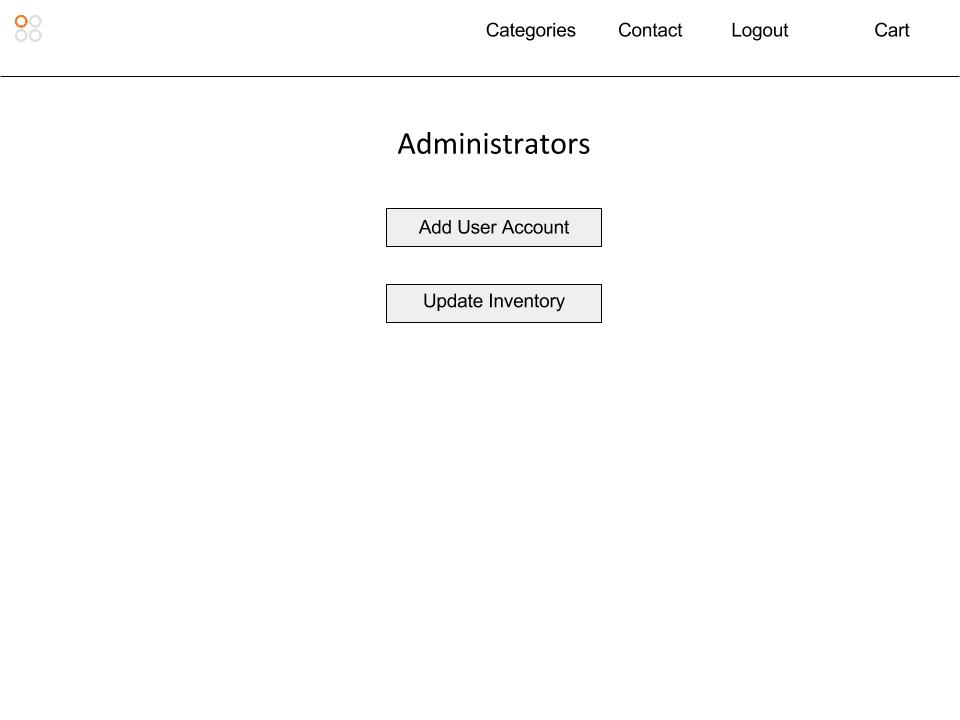 Categories Contact Logout Cart
Administrators
Add User Account
Update Inventory